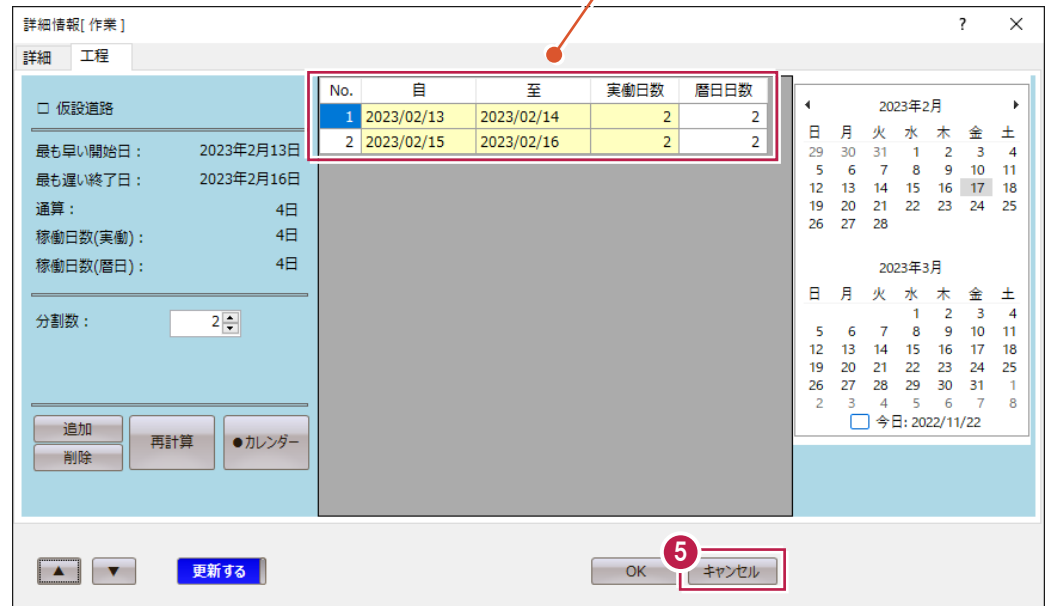 詳細情報[ 作業 ]
? ×
詳細 工程
□ 仮設道路
最も早い開始日： 2023年2月13日
最も遅い終了日： 2023年2月16日
通算： 4日
稼働日数(実働)： 4日
稼働日数(暦日)： 4日
分割数： 2
追加
削除
再計算
●カレンダー
No. 自 至 実働日数 暦日日数
1 2023/02/13 2023/02/14 2 2
2 2023/02/15 2023/02/16 2 2
2023年2月
日 月 火 水 木 金 土
29 30 31 1 2 3 4
5 6 7 8 9 10 11
12 13 14 15 16 17 18
19 20 21 22 23 24 25
26 27 28
2023年3月
日 月 火 水 木 金 土
1 2 3 4
5 6 7 8 9 10 11
12 13 14 15 16 17 18
19 20 21 22 23 24 25
26 27 28 29 30 31 1
2 3 4 5 6 7 8
今日: 2022/11/22
▲ ▼ 更新する
OK
5
キャンセル